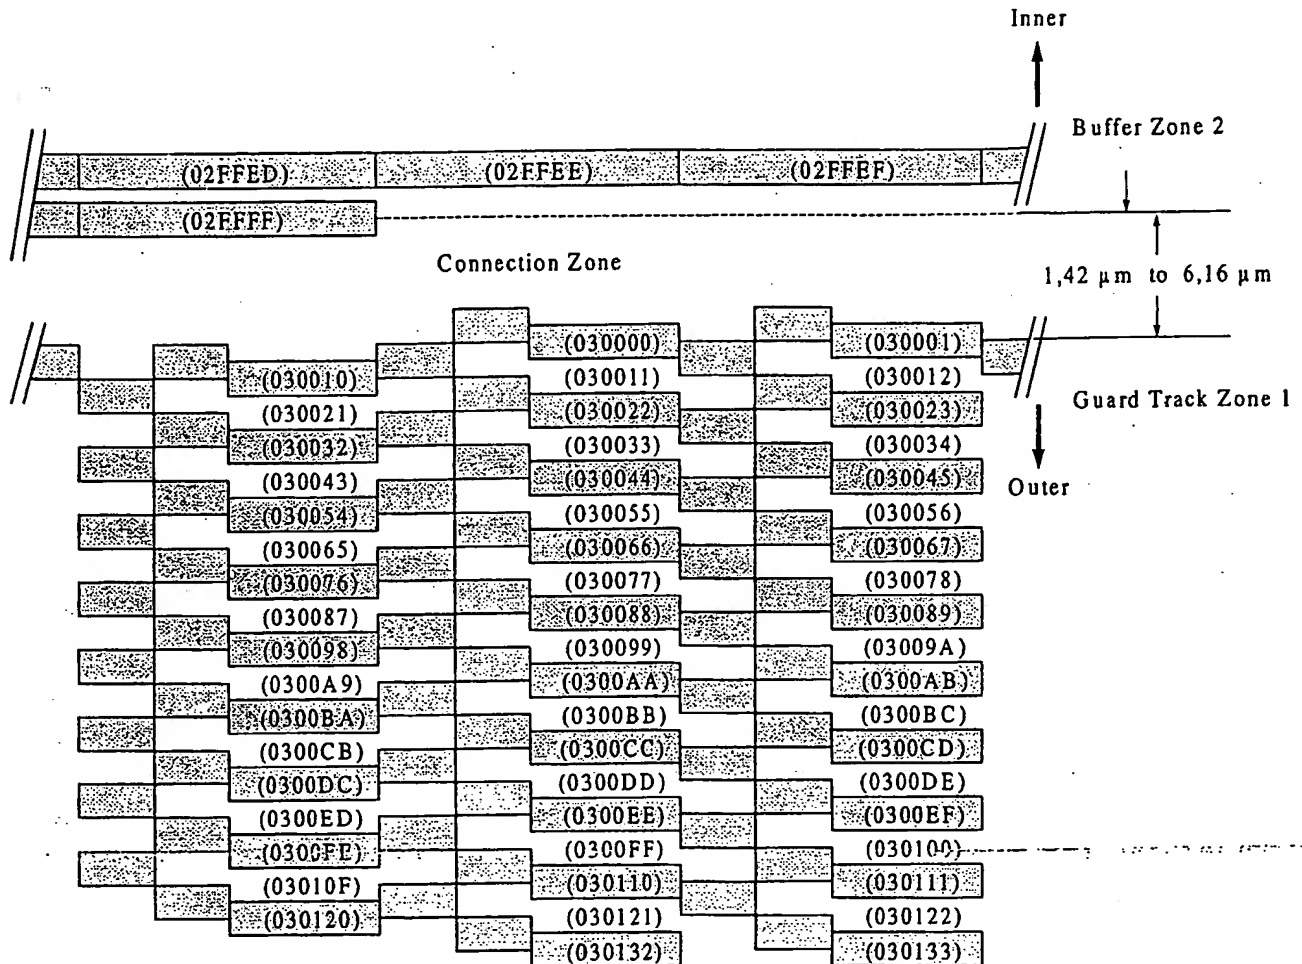 Inner
Buffer Zone 2
(02FFED) (02FFEE) (02FFEF)
(02FFFF)
Connection Zone
1,42 µm to 6,16 µm
(030000) (030001)
(030010) (030011) (030012)
Guard Track Zone 1
(030021) (030022) (030023)
(030032) (030033) (030034)
(030043) (030044) (030045)
Outer
(030054) (030055) (030056)
(030065) (030066) (030067)
(030076) (030077) (030078)
(030087) (030088) (030089)
(030098) (030099) (03009A)
(0300A9) (0300AA) (0300AB)
(0300BA) (0300BB) (0300BC)
(0300CB) (0300CC) (0300CD)
(0300DC) (0300DD) (0300DE)
(0300ED) (0300EE) (0300EF)
(0300FE) (0300FF) (030100)
(03010F) (030110) (030111)
(030120) (030121) (030122)
(030132) (030133)